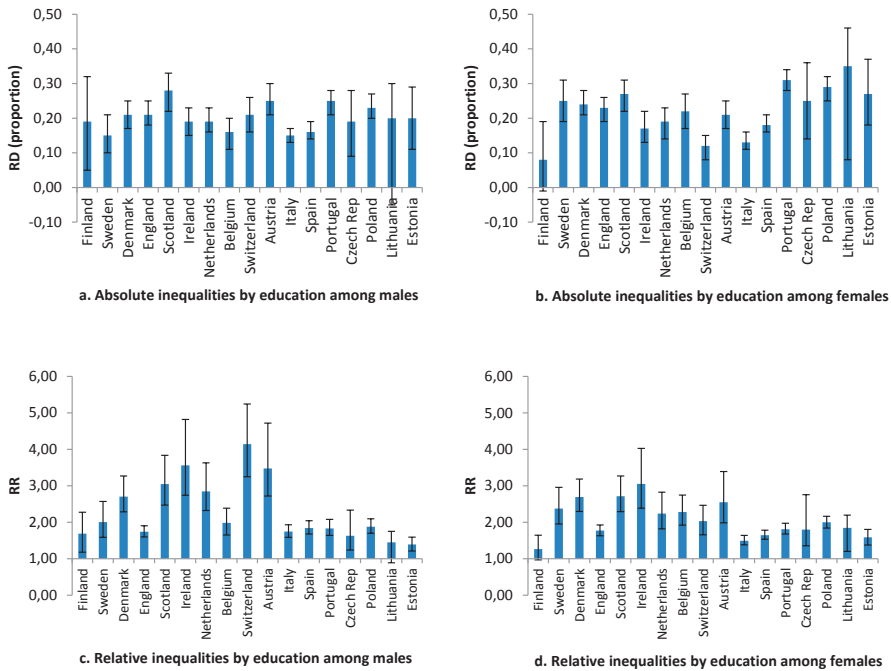 0,50
0,40
0,30
0,20
0,10
0,00
-0,10
RD (proportion)
Finland
Sweden
Denmark
England
Scotland
Ireland
Netherlands
Belgium
Switzerland
Austria
Italy
Spain
Portugal
Czech Rep
Poland
Lithuania
Estonia
a. Absolute inequalities by education among males
0,50
0,40
0,30
0,20
0,10
0,00
-0,10
RD (proportion)
Finland
Sweden
Denmark
England
Scotland
Ireland
Netherlands
Belgium
Switzerland
Austria
Italy
Spain
Portugal
Czech Rep
Poland
Lithuania
Estonia
b. Absolute inequalities by education among females
6,00
5,00
4,00
3,00
2,00
1,00
0,00
RR
Finland
Sweden
Denmark
England
Scotland
Ireland
Netherlands
Belgium
Switzerland
Austria
Italy
Spain
Portugal
Czech Rep
Poland
Lithuania
Estonia
c. Relative inequalities by education among males
6,00
5,00
4,00
3,00
2,00
1,00
0,00
RR
Finland
Sweden
Denmark
England
Scotland
Ireland
Netherlands
Belgium
Switzerland
Austria
Italy
Spain
Portugal
Czech Rep
Poland
Lithuania
Estonia
d. Relative inequalities by education among females